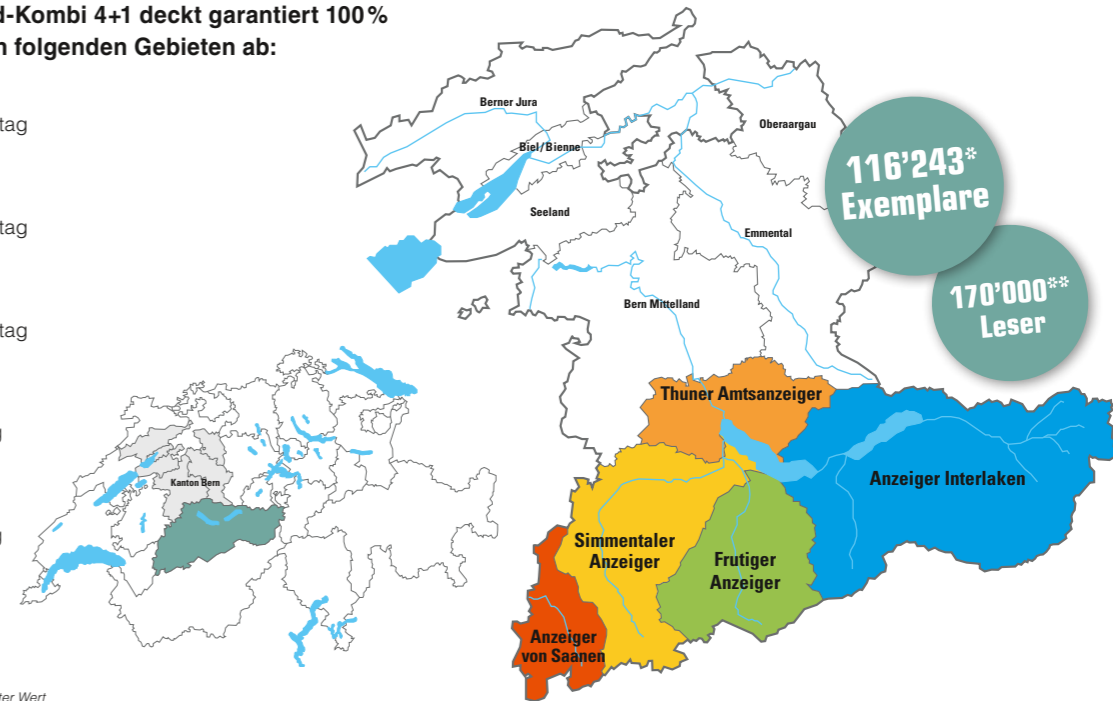 d-Kombi 4+1 deckt garantiert 100 %
n folgenden Gebieten ab:
tag
tag
tag
g
g
ter Wert
Kanton Bern
Berner Jura
Biel/Bienne
Seeland
Oberaargau
Emmental
Bern Mittelland
116’243*
Exemplare
170’000**
Leser
Thuner Amtsanzeiger
Anzeiger Interlaken
Simmentaler
Anzeiger
Frutiger
Anzeiger
Anzeiger
von Saanen